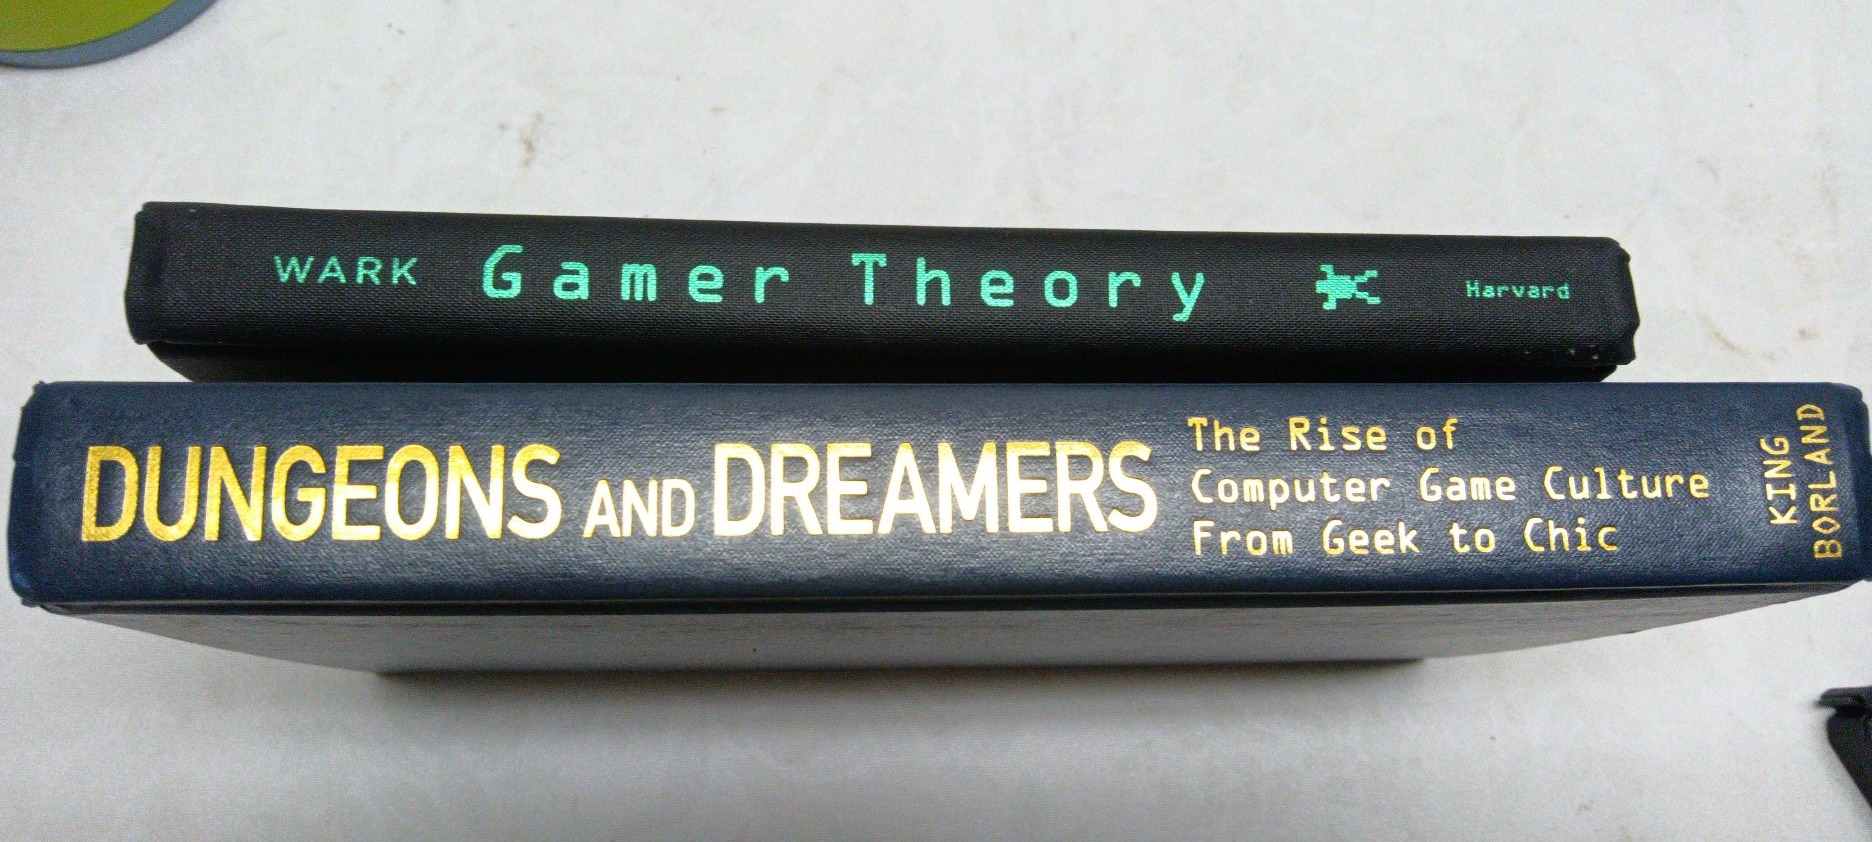 WARK Gamer Theory Harvard
DUNGEONS AND DREAMERS
The Rise of
Computer Game Culture
From Geek to Chic
KING
BORLAND